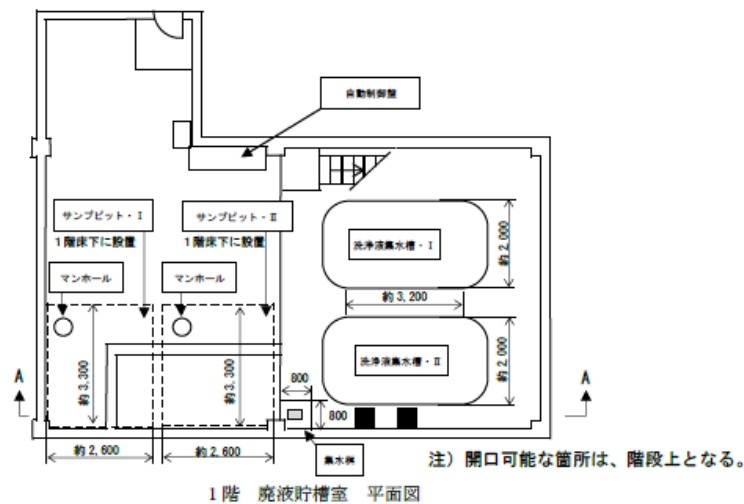 自動制御盤
サンプピット・Ⅰ
1階床下に設置
サンプピット・Ⅱ
1階床下に設置
マンホール
マンホール
洗浄液集水槽・Ⅰ
約2,000
約3,200
洗浄液集水槽・Ⅱ
約2,000
約3,300
約3,300
A
A
800
800
約2,600
約2,600
集水桝
注）開口可能な箇所は、階段上となる。
1階 廃液貯槽室 平面図